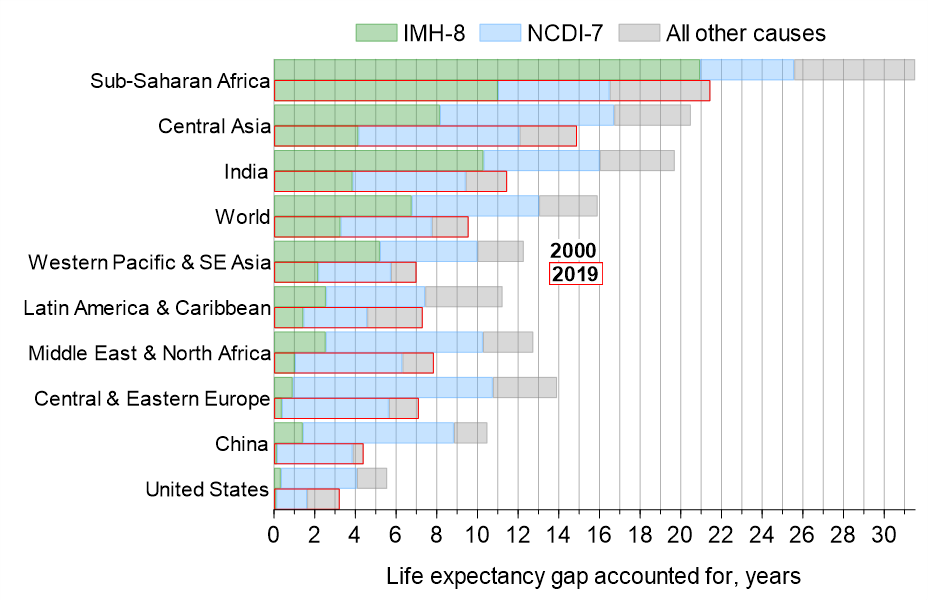 IMH-8 NCDI-7 All other causes
Sub-Saharan Africa
Central Asia
India
World
Western Pacific & SE Asia
2000
2019
Latin America & Caribbean
Middle East & North Africa
Central & Eastern Europe
China
United States
0 2 4 6 8 10 12 14 16 18 20 22 24 26 28 30
Life expectancy gap accounted for, years